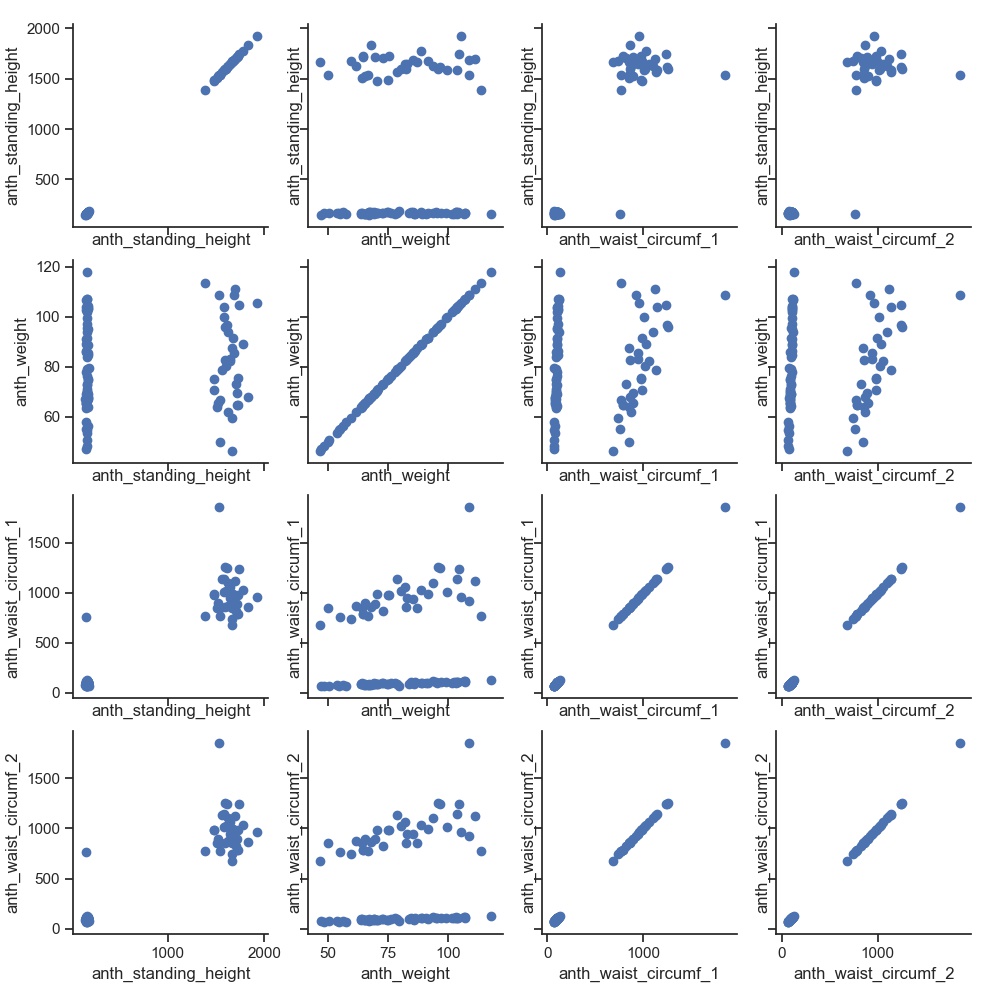 2000
1500
1000
500
anth_standing_height
anth_standing_height
anth_standing_height
anth_standing_height
anth_standing_height
anth_weight
anth_waist_circumf_1
anth_waist_circumf_2
120
100
80
60
anth_weight
anth_weight
anth_weight
anth_weight
anth_standing_height
anth_weight
anth_waist_circumf_1
anth_waist_circumf_2
1500
1000
500
0
anth_waist_circumf_1
anth_waist_circumf_1
anth_waist_circumf_1
anth_waist_circumf_1
anth_standing_height
anth_weight
anth_waist_circumf_1
anth_waist_circumf_2
1500
1000
500
0
anth_waist_circumf_2
anth_waist_circumf_2
anth_waist_circumf_2
anth_waist_circumf_2
1000 2000
50 75 100
0 1000
0 1000
anth_standing_height
anth_weight
anth_waist_circumf_1
anth_waist_circumf_2